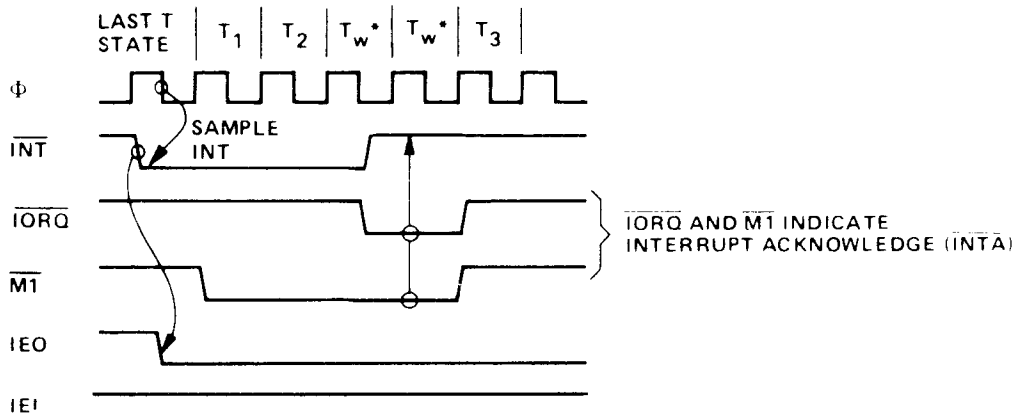 LAST T
STATE
T1
T2
Tw*
Tw*
T3
Φ
SAMPLE
INT
INT
IORQ
IORQ AND M1 INDICATE
INTERRUPT ACKNOWLEDGE (INTA)
M1
IEO
IEI